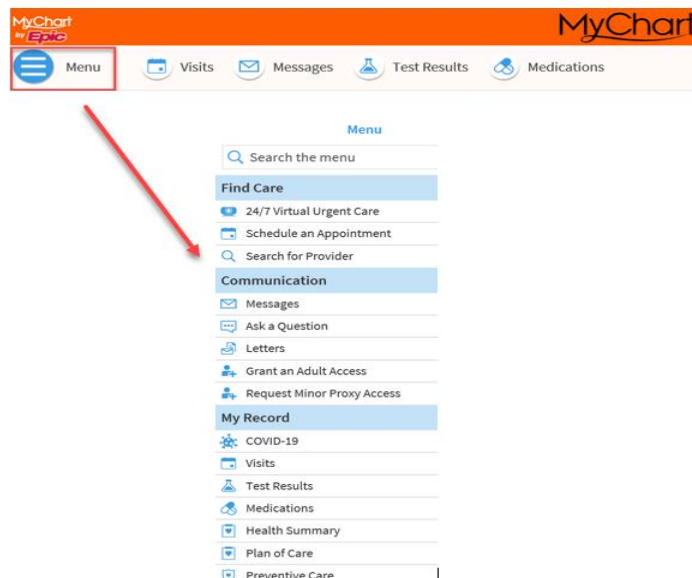 MyChart
by Epic
MyChart
Menu
Visits
Messages
Test Results
Medications
Menu
Search the menu
Find Care
24/7 Virtual Urgent Care
Schedule an Appointment
Search for Provider
Communication
Messages
Ask a Question
Letters
Grant an Adult Access
Request Minor Proxy Access
My Record
COVID-19
Visits
Test Results
Medications
Health Summary
Plan of Care
Preventive Care